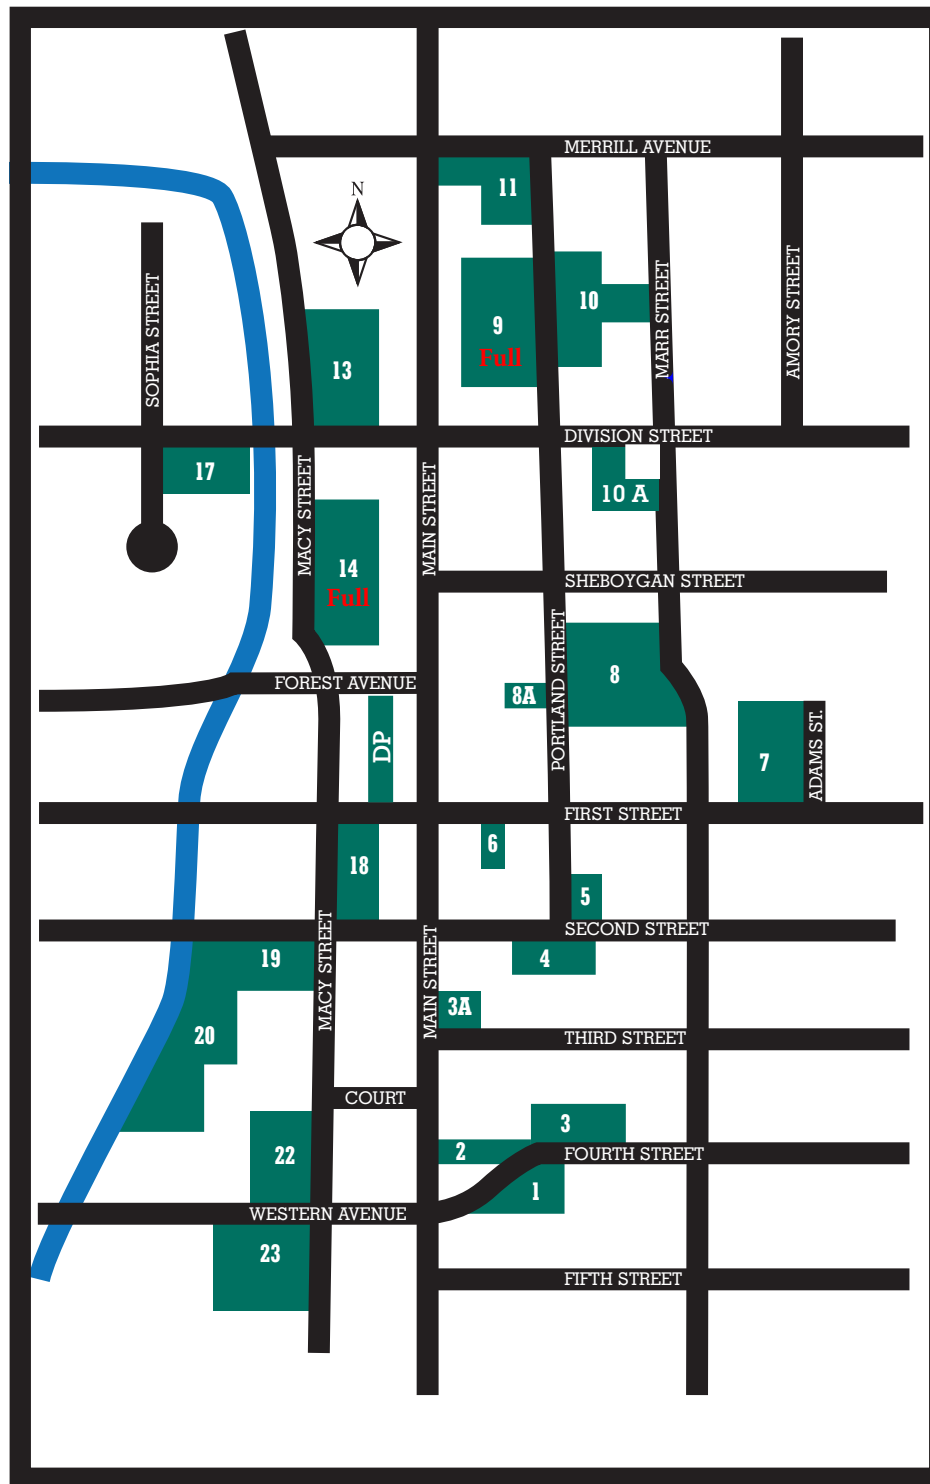 MERRILL AVENUE
11
N
SOPHIA STREET
MARR STREET
AMORY STREET
10
9
Full
13
DIVISION STREET
17
MACY STREET
MAIN STREET
10 A
14
Full
SHEBOYGAN STREET
PORTLAND STREET
8
FOREST AVENUE
8A
DP
7
ADAMS ST.
FIRST STREET
6
18
5
SECOND STREET
19
4
MACY STREET
MAIN STREET
3A
20
THIRD STREET
COURT
3
2
FOURTH STREET
22
1
WESTERN AVENUE
23
FIFTH STREET